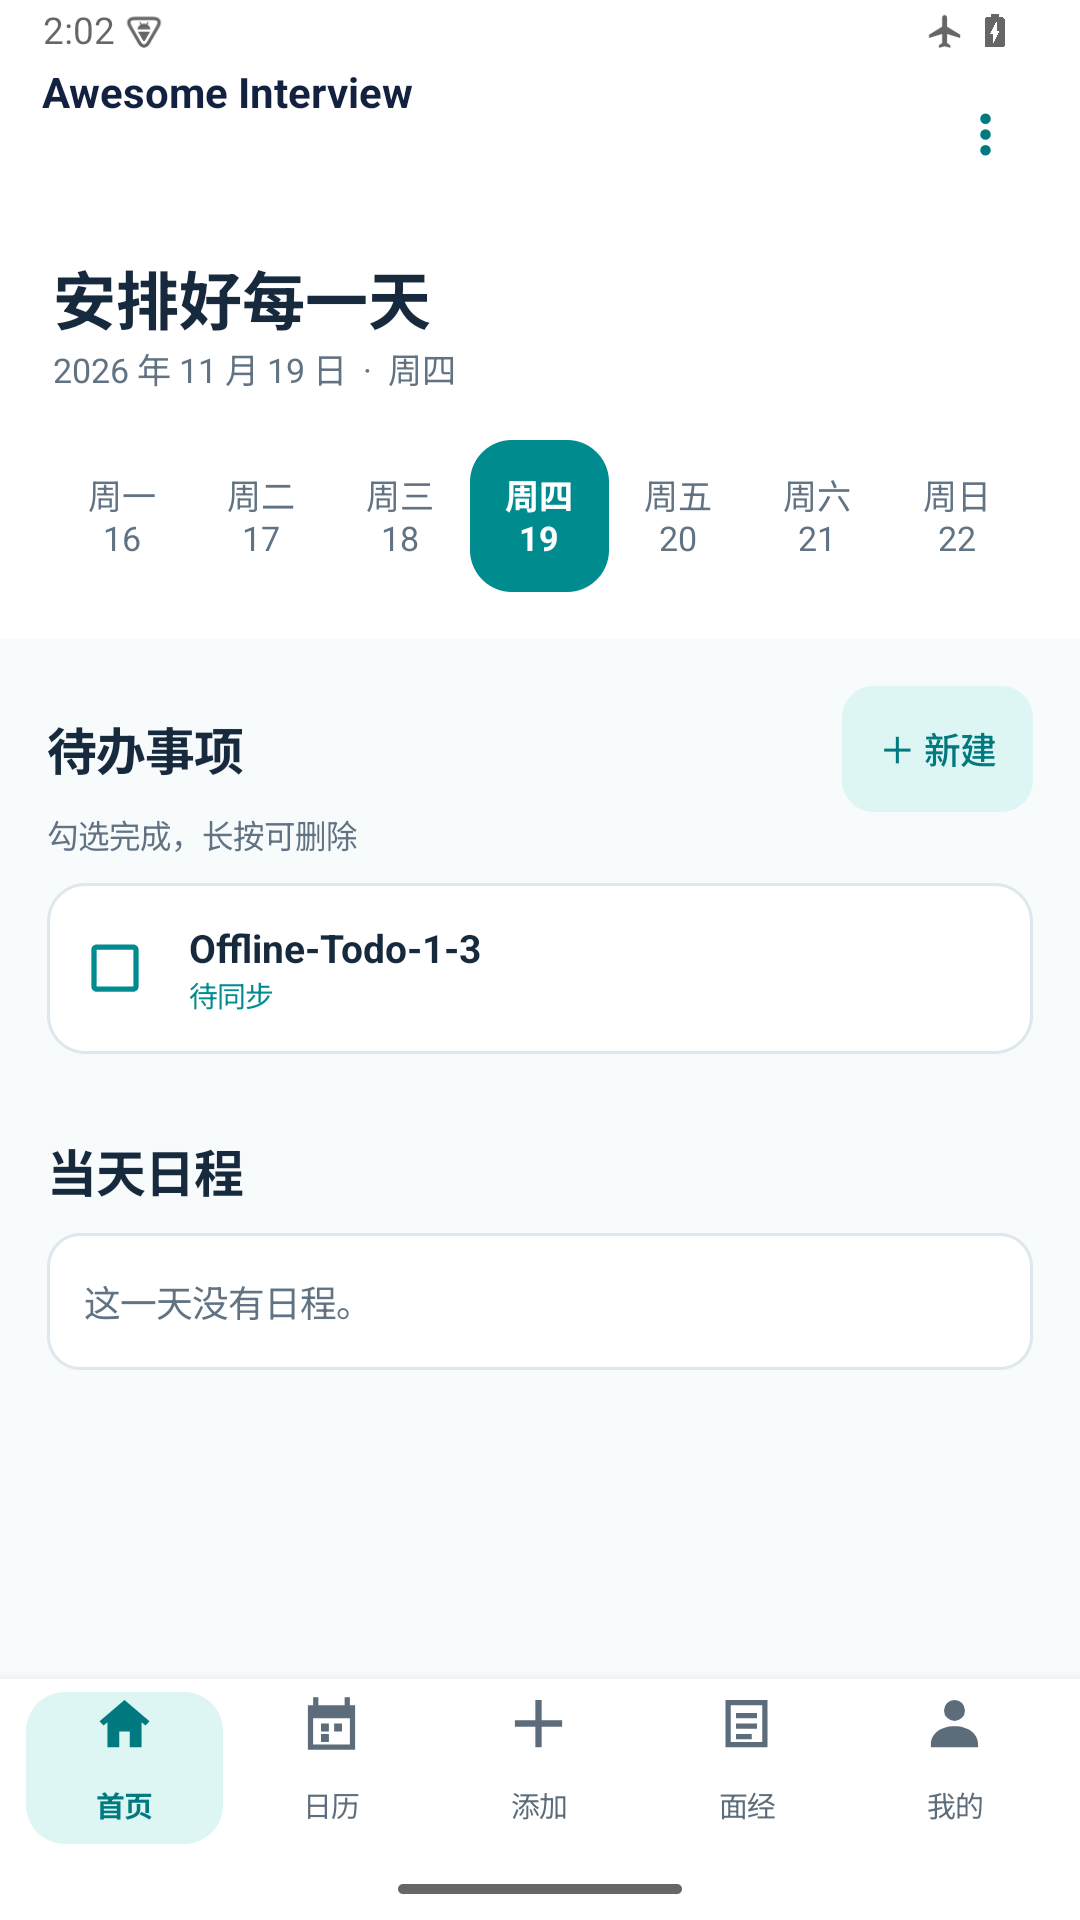 2:02
Awesome Interview
安排好每一天
2026 年 11 月 19 日 · 周四
周一 周二 周三 周四 周五 周六 周日
16 17 18 19 20 21 22
待办事项
+ 新建
勾选完成，长按可删除
Offline-Todo-1-3
待同步
当天日程
这一天没有日程。
首页 日历 添加 面经 我的